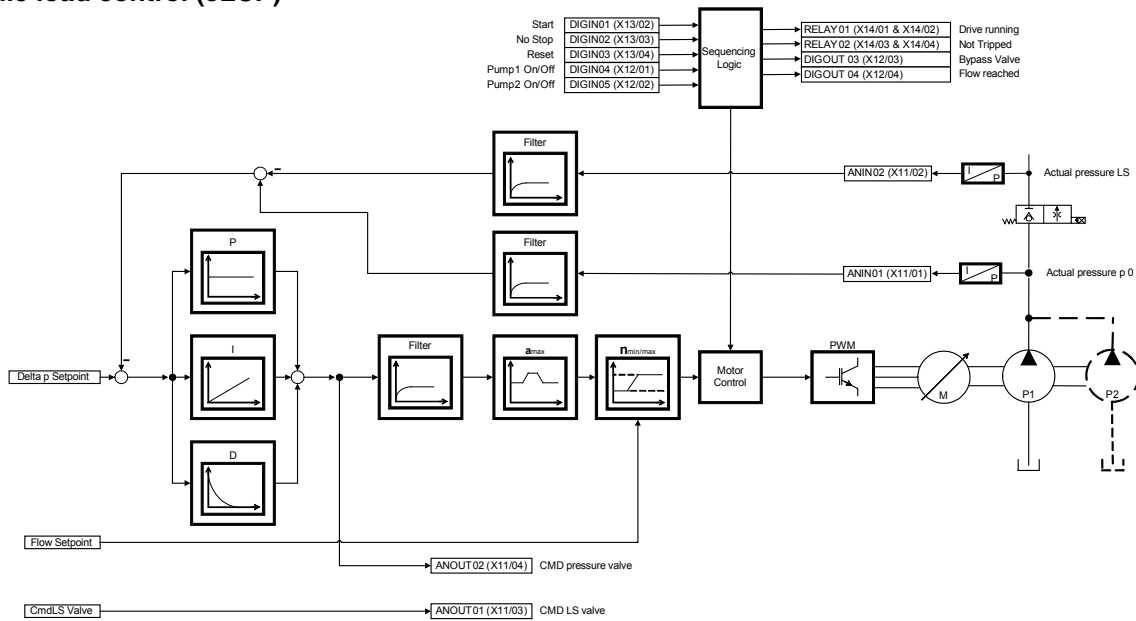 Start DIGIN01 (X13/02)
No Stop DIGIN02 (X13/03)
Reset DIGIN03 (X13/04)
Pump1 On/Off DIGIN04 (X12/01)
Pump2 On/Off DIGIN05 (X12/02)
Sequencing
Logic
RELAY01 (X14/01 & X14/02) Drive running
RELAY02 (X14/03 & X14/04) Not Tripped
DIGOUT 03 (X12/03) Bypass Valve
DIGOUT 04 (X12/04) Flow reached
Filter
-
ANIN02 (X11/02)
I
P
Actual pressure LS
Filter
ANIN01 (X11/01)
I
P
Actual pressure p 0
P
I
D
-
Delta p Setpoint
Filter
amax
nmin/max
Motor
Control
PWM
M
P1
P2
Flow Setpoint
ANOUT02 (X11/04) CMD pressure valve
CmdLS Valve
ANOUT01 (X11/03) CMD LS valve